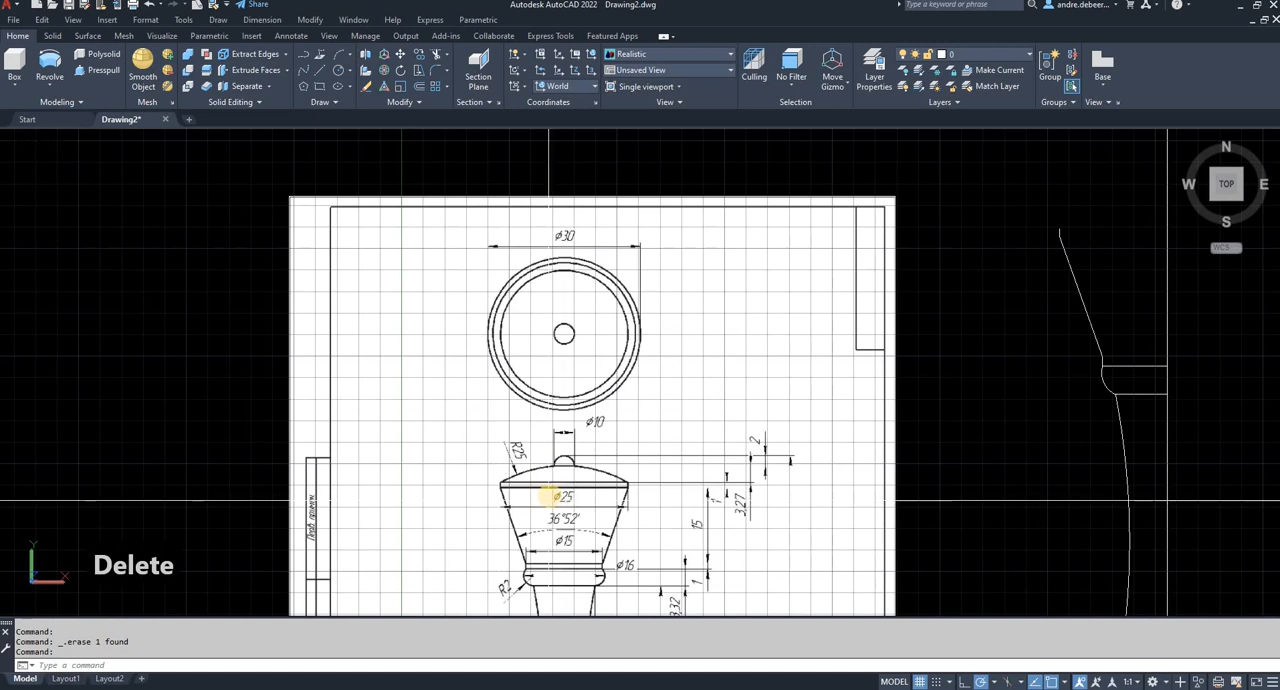 Share
Autodesk AutoCAD 2022 Drawing2.dwg
Type a keyword or phrase
andre.debeer...
File Edit View Insert Format Tools Draw Dimension Modify Window Help Express Parametric
Home Solid Surface Mesh Visualize Parametric Insert Annotate View Manage Output Add-ins Collaborate Express Tools Featured Apps
Box
Revolve
Polysolid
Presspull
Smooth Object
Extract Edges
Extrude Faces
Separate
Section Plane
World
Realistic
Unsaved View
Single viewport
Culling
No Filter
Move Gizmo
Layer Properties
0
Make Current
Match Layer
Group
Base
Modeling Mesh Solid Editing Draw Modify Section Coordinates View Selection Layers Groups View
Start Drawing2*
N
W TOP E
S
WCS
ø30
ø10
R25
2
ø25
1
3.27
36°52'
15
ø15
ø16
R2
1
3.32
Перв. примен.
Y
X
Delete
Command:
Command: _.erase 1 found
Command:
Type a command
Model Layout1 Layout2
MODEL
1:1